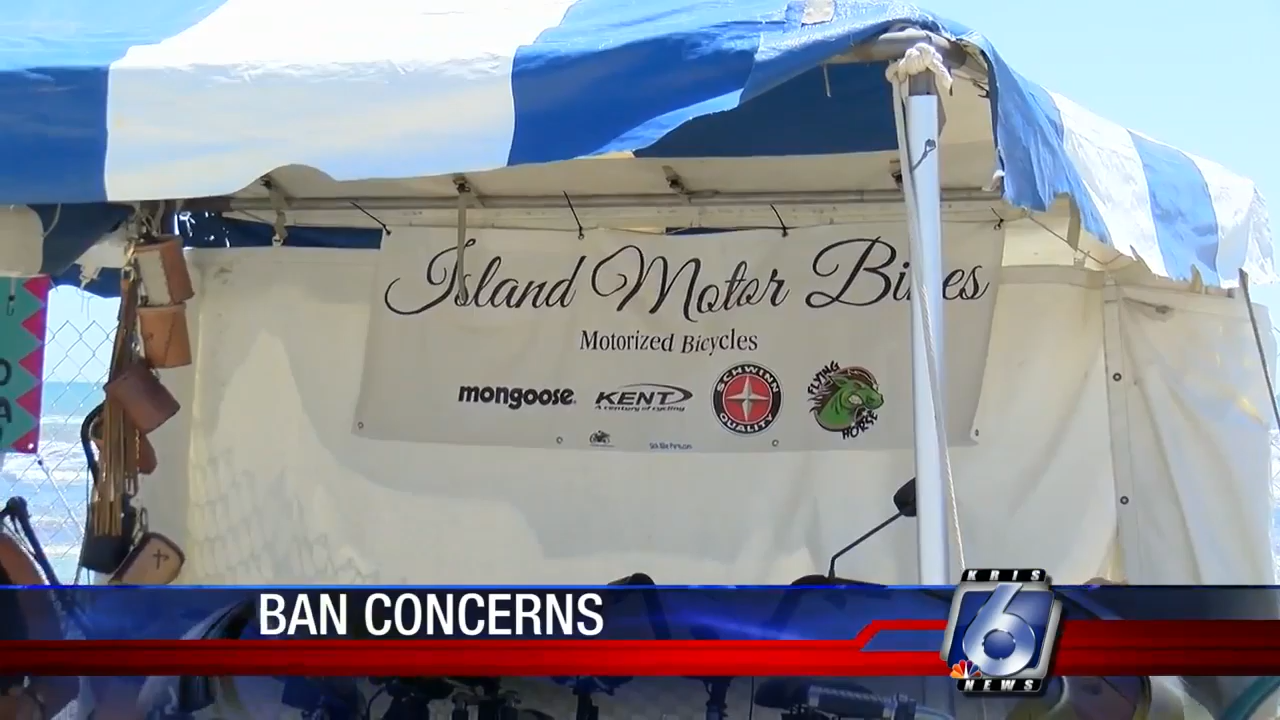 Island Motor Bikes
Motorized Bicycles
mongoose
KENT
A century of cycling
SCHWINN
QUALITY
FLYING
HORSE
BAN CONCERNS
KRIS
6
NEWS